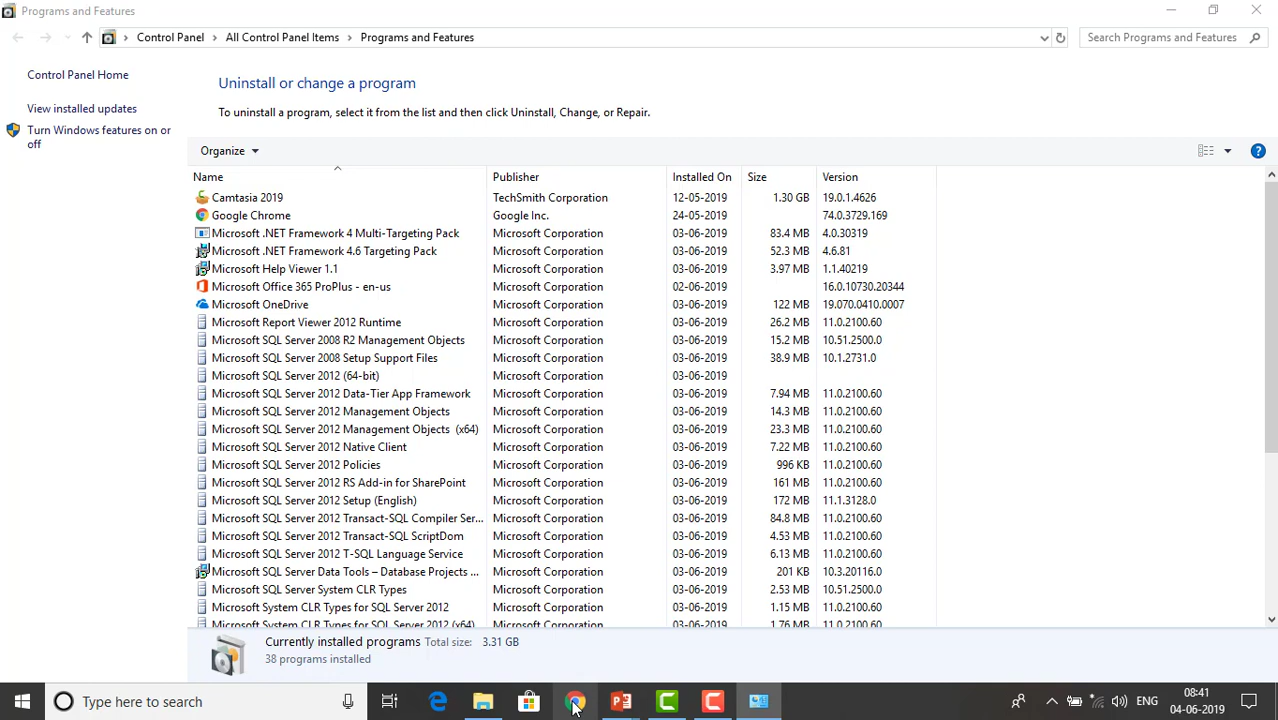 Programs and Features
Control Panel > All Control Panel Items > Programs and Features
Search Programs and Features
Control Panel Home
View installed updates
Turn Windows features on or
off
Uninstall or change a program
To uninstall a program, select it from the list and then click Uninstall, Change, or Repair.
Organize
Name Publisher Installed On Size Version
Camtasia 2019 TechSmith Corporation 12-05-2019 1.30 GB 19.0.1.4626
Google Chrome Google Inc. 24-05-2019 74.0.3729.169
Microsoft .NET Framework 4 Multi-Targeting Pack Microsoft Corporation 03-06-2019 83.4 MB 4.0.30319
Microsoft .NET Framework 4.6 Targeting Pack Microsoft Corporation 03-06-2019 52.3 MB 4.6.81
Microsoft Help Viewer 1.1 Microsoft Corporation 03-06-2019 3.97 MB 1.1.40219
Microsoft Office 365 ProPlus - en-us Microsoft Corporation 02-06-2019 16.0.10730.20344
Microsoft OneDrive Microsoft Corporation 03-06-2019 122 MB 19.070.0410.0007
Microsoft Report Viewer 2012 Runtime Microsoft Corporation 03-06-2019 26.2 MB 11.0.2100.60
Microsoft SQL Server 2008 R2 Management Objects Microsoft Corporation 03-06-2019 15.2 MB 10.51.2500.0
Microsoft SQL Server 2008 Setup Support Files Microsoft Corporation 03-06-2019 38.9 MB 10.1.2731.0
Microsoft SQL Server 2012 (64-bit) Microsoft Corporation 03-06-2019
Microsoft SQL Server 2012 Data-Tier App Framework Microsoft Corporation 03-06-2019 7.94 MB 11.0.2100.60
Microsoft SQL Server 2012 Management Objects Microsoft Corporation 03-06-2019 14.3 MB 11.0.2100.60
Microsoft SQL Server 2012 Management Objects (x64) Microsoft Corporation 03-06-2019 23.3 MB 11.0.2100.60
Microsoft SQL Server 2012 Native Client Microsoft Corporation 03-06-2019 7.22 MB 11.0.2100.60
Microsoft SQL Server 2012 Policies Microsoft Corporation 03-06-2019 996 KB 11.0.2100.60
Microsoft SQL Server 2012 RS Add-in for SharePoint Microsoft Corporation 03-06-2019 161 MB 11.0.2100.60
Microsoft SQL Server 2012 Setup (English) Microsoft Corporation 03-06-2019 172 MB 11.1.3128.0
Microsoft SQL Server 2012 Transact-SQL Compiler Ser... Microsoft Corporation 03-06-2019 84.8 MB 11.0.2100.60
Microsoft SQL Server 2012 Transact-SQL ScriptDom Microsoft Corporation 03-06-2019 4.53 MB 11.0.2100.60
Microsoft SQL Server 2012 T-SQL Language Service Microsoft Corporation 03-06-2019 6.13 MB 11.0.2100.60
Microsoft SQL Server Data Tools – Database Projects ... Microsoft Corporation 03-06-2019 201 KB 10.3.20116.0
Microsoft SQL Server System CLR Types Microsoft Corporation 03-06-2019 2.53 MB 10.51.2500.0
Microsoft System CLR Types for SQL Server 2012 Microsoft Corporation 03-06-2019 1.15 MB 11.0.2100.60
Microsoft System CLR Types for SQL Server 2012 (x64) Microsoft Corporation 03-06-2019 1.76 MB 11.0.2100.60
Currently installed programs Total size: 3.31 GB
38 programs installed
Type here to search
ENG
08:41
04-06-2019